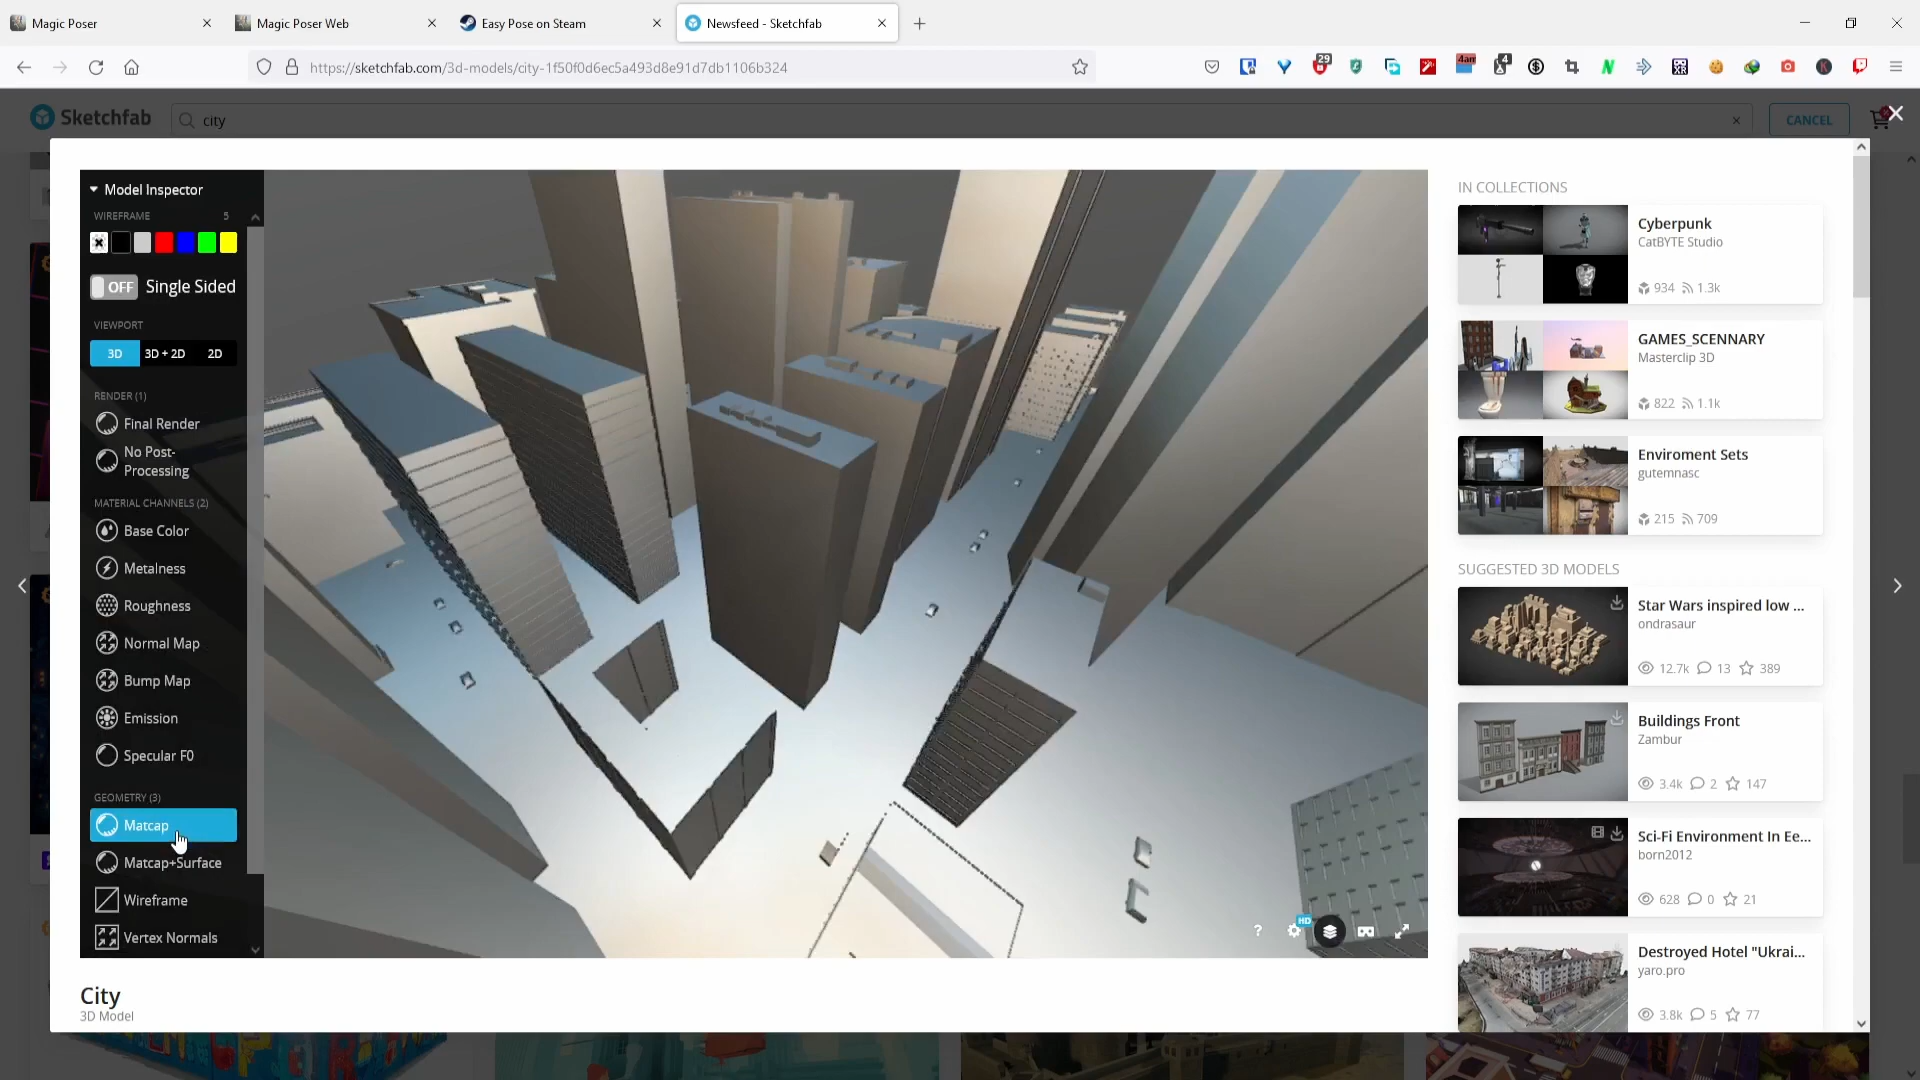 Magic Poser
Magic Poser Web
Easy Pose on Steam
Newsfeed - Sketchfab
https://sketchfab.com/3d-models/city-1f50f0d6ec5a493d8e91d7db1106b324
29
4am
4
Sketchfab
city
CANCEL
Model Inspector
WIREFRAME 5
OFF Single Sided
VIEWPORT
3D 3D + 2D 2D
RENDER (1)
Final Render
No Post-
Processing
MATERIAL CHANNELS (2)
Base Color
Metalness
Roughness
Normal Map
Bump Map
Emission
Specular F0
GEOMETRY (3)
Matcap
Matcap+Surface
Wireframe
Vertex Normals
?
HD
City
3D Model
IN COLLECTIONS
Cyberpunk
CatBYTE Studio
934 1.3k
GAMES_SCENNARY
Masterclip 3D
822 1.1k
Enviroment Sets
gutemnasc
215 709
SUGGESTED 3D MODELS
Star Wars inspired low ...
ondrasaur
12.7k 13 389
Buildings Front
Zambur
3.4k 2 147
Sci-Fi Environment In Ee...
born2012
628 0 21
Destroyed Hotel "Ukrai...
yaro.pro
3.8k 5 77